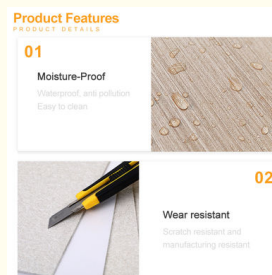 Product Features
PRODUCT DETAILS
01
Moisture-Proof
Waterproof, anti pollution
Easy to clean
02
Wear resistant
Scratch resistant and
manufacturing resistant